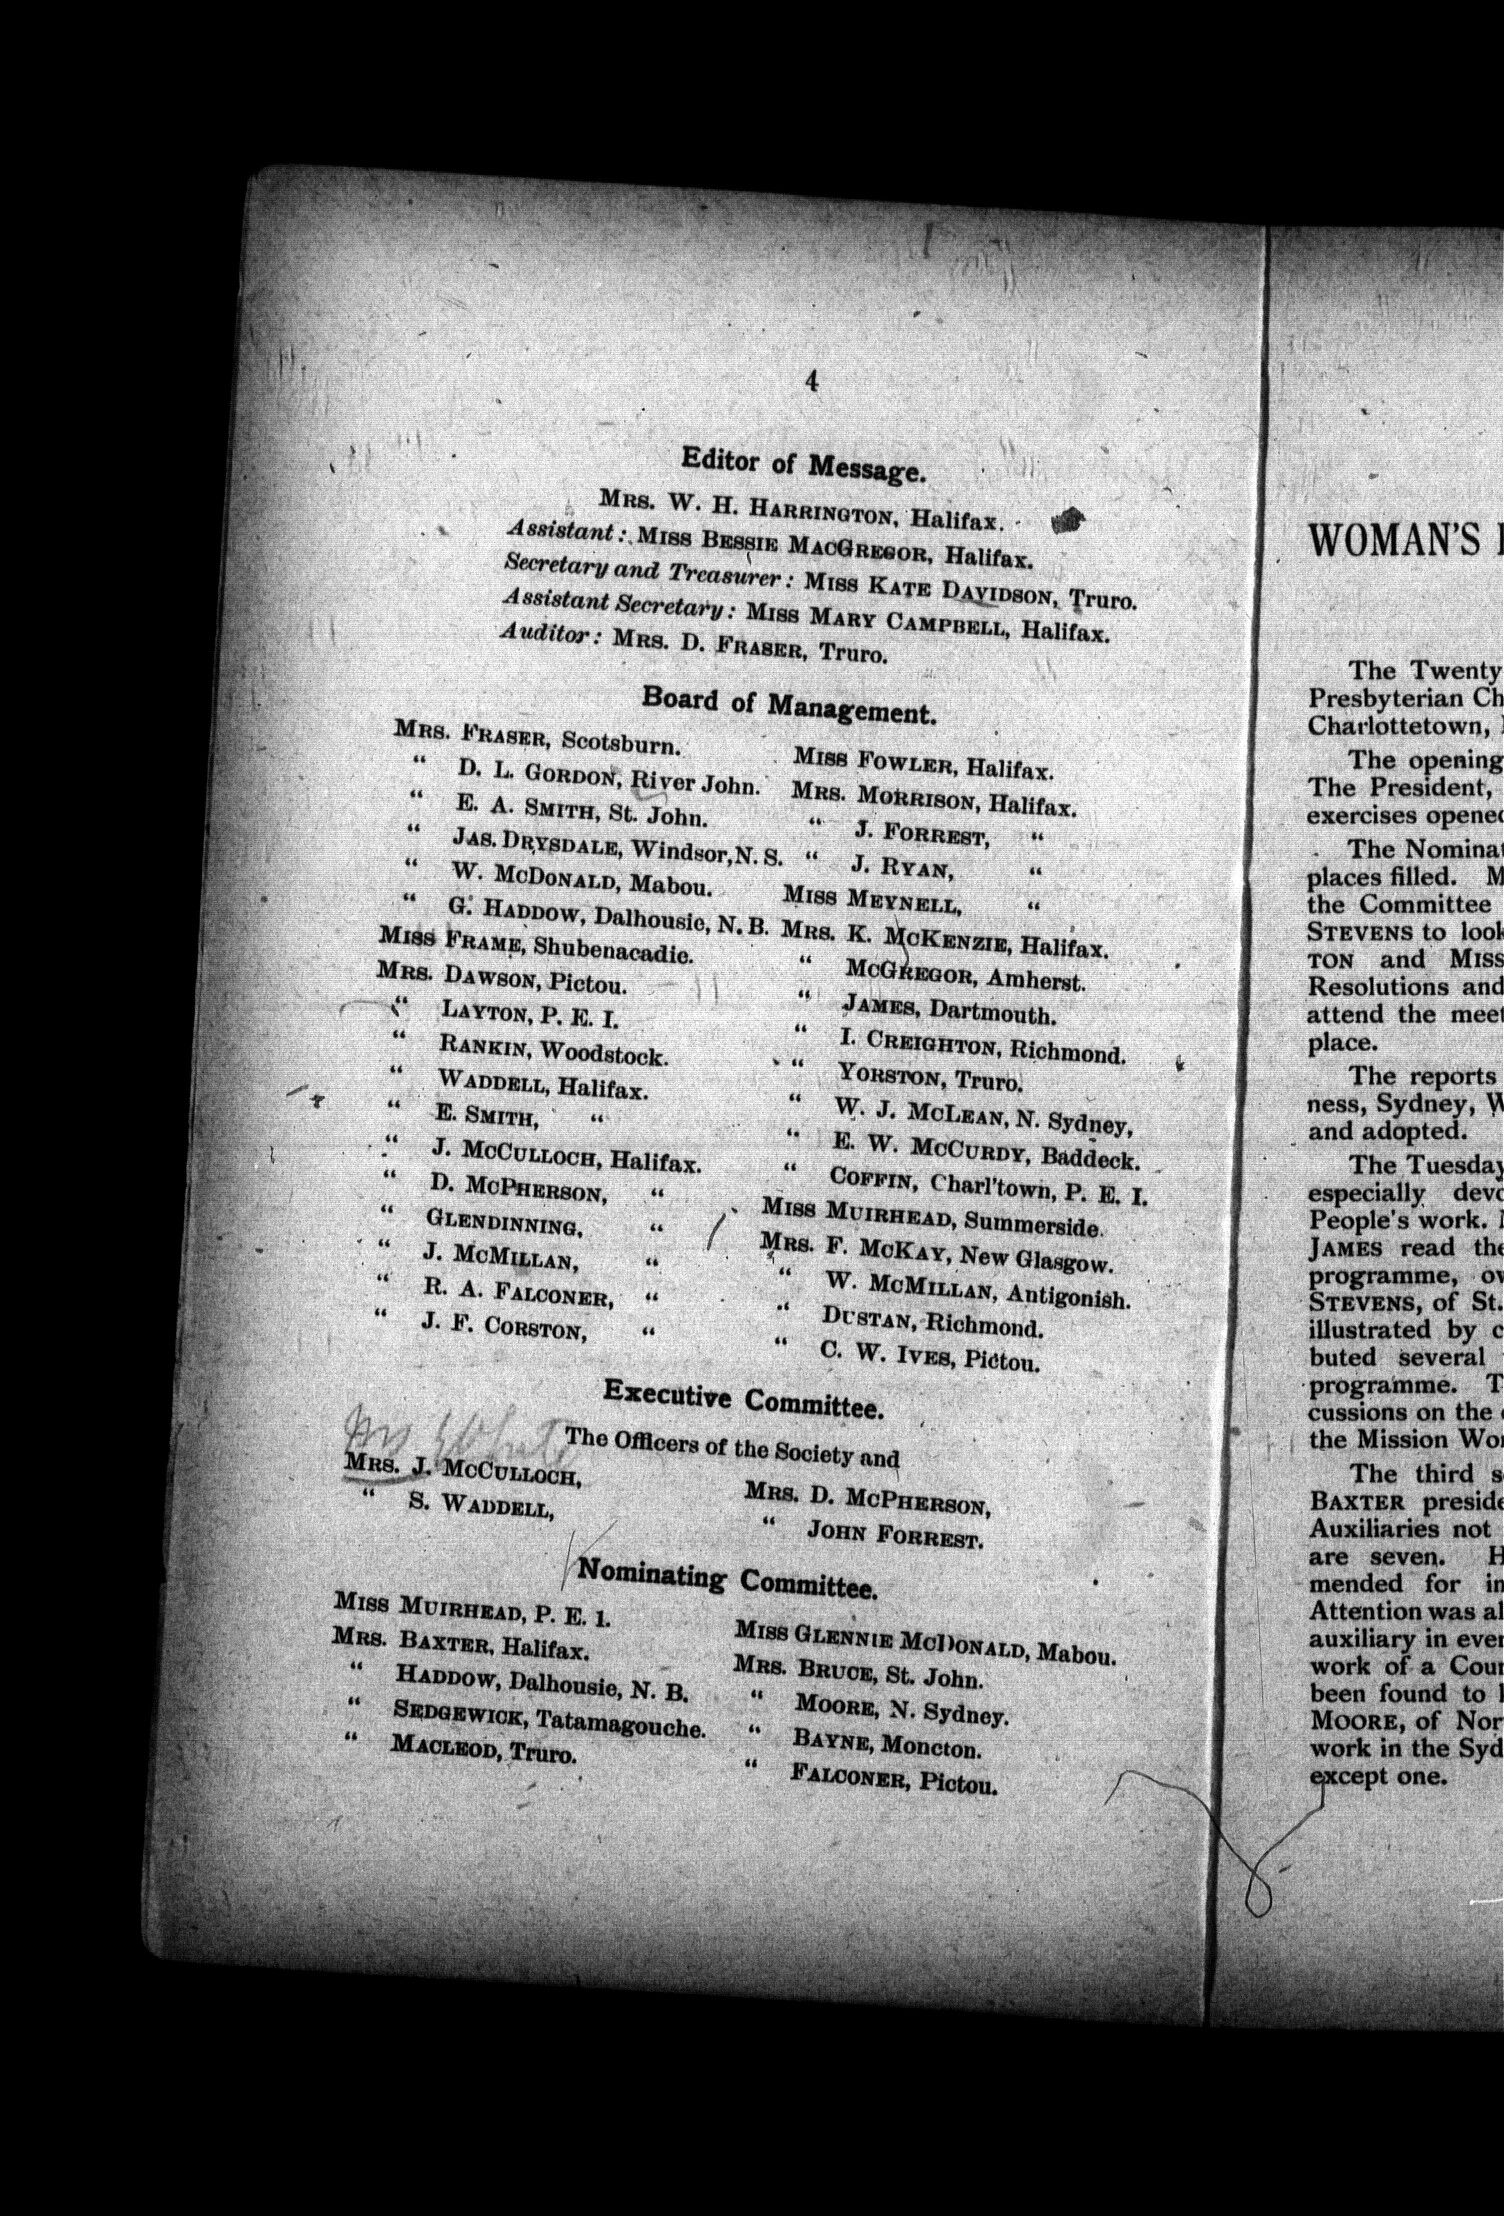 4
Editor of Message.
MRS. W. H. HARRINGTON, Halifax.
Assistant: MISS BESSIE MACGREGOR, Halifax.
Secretary and Treasurer: MISS KATE DAVIDSON, Truro.
Assistant Secretary: MISS MARY CAMPBELL, Halifax.
Auditor: MRS. D. FRASER, Truro.
Board of Management.
MRS. FRASER, Scotsburn.
“ D. L. GORDON, River John.
“ E. A. SMITH, St. John.
“ JAS. DRYSDALE, Windsor, N. S.
“ W. MCDONALD, Mabou.
“ G. HADDOW, Dalhousie, N. B.
MISS FRAME, Shubenacadie.
MRS. DAWSON, Pictou.
“ LAYTON, P. E. I.
“ RANKIN, Woodstock.
“ WADDELL, Halifax.
“ E. SMITH, “
“ J. MCCULLOCH, Halifax.
“ D. MCPHERSON, “
“ GLENDINNING, “
“ J. MCMILLAN, “
“ R. A. FALCONER, “
“ J. F. CORSTON, “
MISS FOWLER, Halifax.
MRS. MORRISON, Halifax.
“ J. FORREST, “
“ J. RYAN, “
MISS MEYNELL, “
MRS. K. MCKENZIE, Halifax.
“ MCGREGOR, Amherst.
“ JAMES, Dartmouth.
“ I. CREIGHTON, Richmond.
“ YORSTON, Truro.
“ W. J. MCLEAN, N. Sydney,
“ E. W. MCCURDY, Baddeck.
“ COFFIN, Charl'town, P. E. I.
MISS MUIRHEAD, Summerside.
MRS. F. MCKAY, New Glasgow.
“ W. MCMILLAN, Antigonish.
“ DUSTAN, Richmond.
“ C. W. IVES, Pictou.
Executive Committee.
The Officers of the Society and
MRS. J. MCCULLOCH,
“ S. WADDELL,
MRS. D. MCPHERSON,
“ JOHN FORREST.
Nominating Committee.
MISS MUIRHEAD, P. E. I.
MRS. BAXTER, Halifax.
“ HADDOW, Dalhousie, N. B.
“ SEDGEWICK, Tatamagouche.
“ MACLEOD, Truro.
MISS GLENNIE MCDONALD, Mabou.
MRS. BRUCE, St. John.
“ MOORE, N. Sydney.
“ BAYNE, Moncton.
“ FALCONER, Pictou.
WOMAN'S
The Twenty
Presbyterian Ch
Charlottetown,
The opening
The President,
exercises opened
The Nominat
places filled. M
the Committee
STEVENS to look
TON and MISS
Resolutions and
attend the meet
place.
The reports
ness, Sydney, W
and adopted.
The Tuesday
especially devo
People's work.
JAMES read the
programme, ov
STEVENS, of St.
illustrated by c
buted several
programme. T
cussions on the
the Mission Wor
The third s
BAXTER preside
Auxiliaries not
are seven. H
mended for in
Attention was al
auxiliary in ever
work of a Coun
been found to
MOORE, of Nor
work in the Syd
except one.